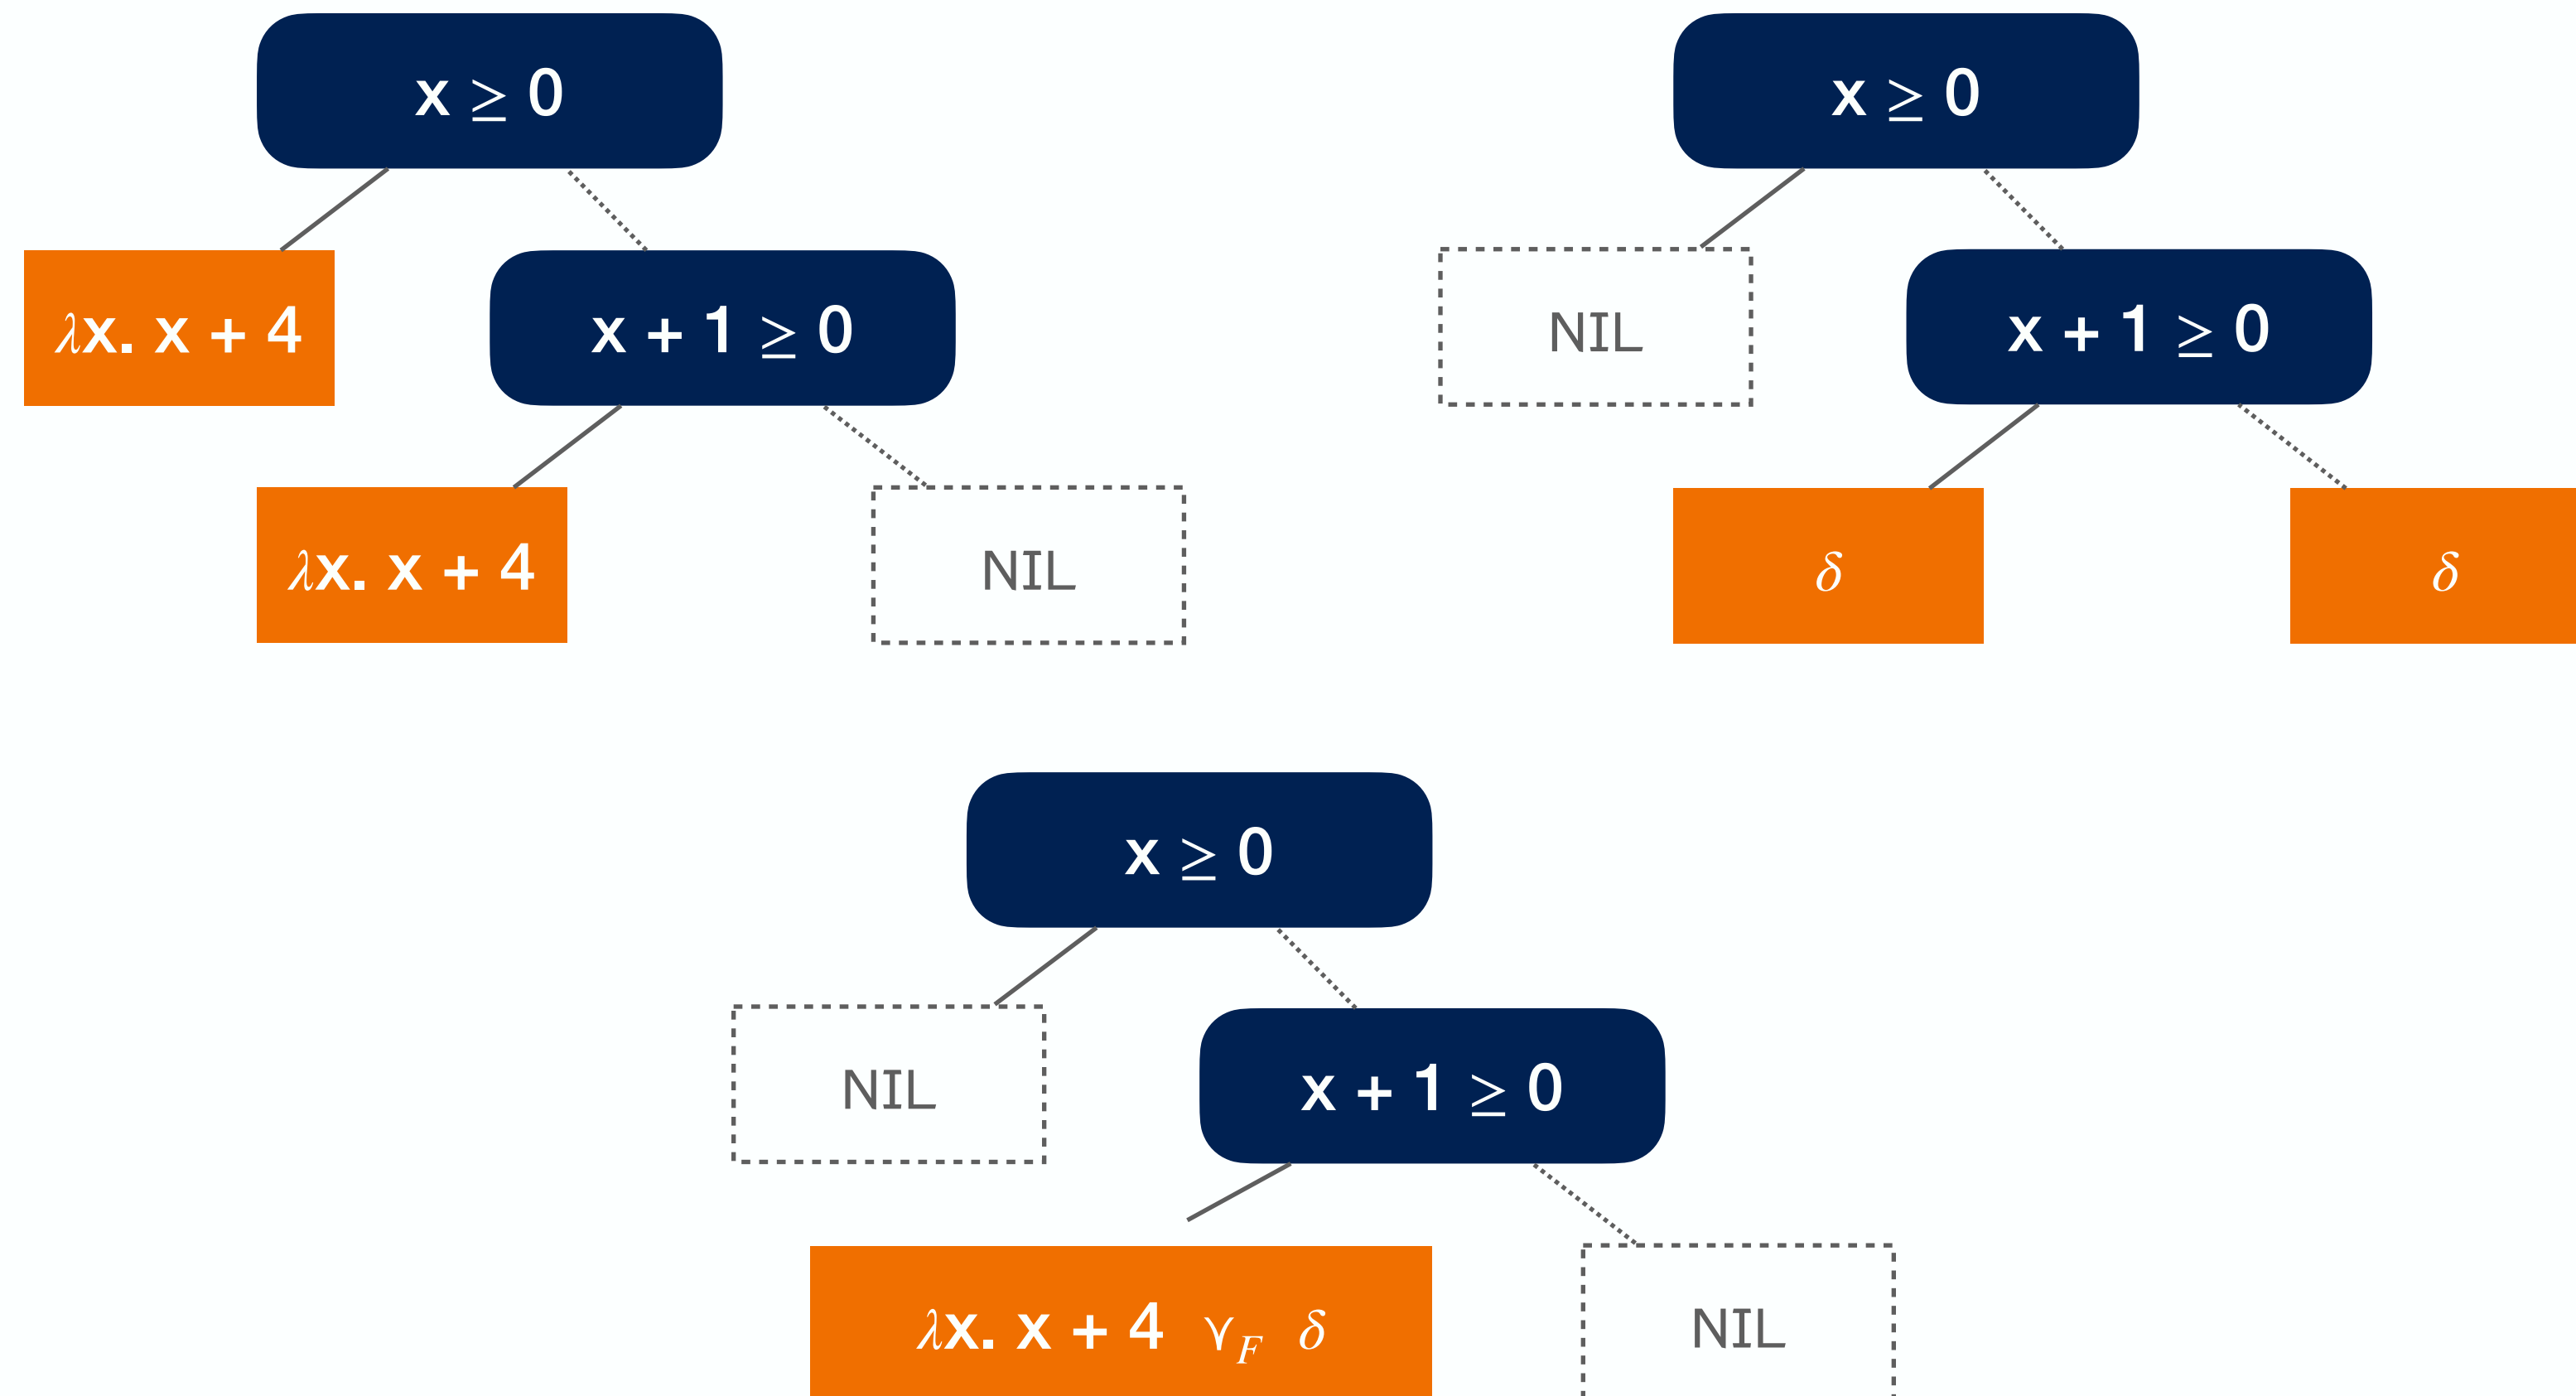 x ≥ 0
x ≥ 0
λx. x + 4
x + 1 ≥ 0
NIL
x + 1 ≥ 0
λx. x + 4
NIL
δ
δ
x ≥ 0
NIL
x + 1 ≥ 0
λx. x + 4 ⋎F δ
NIL